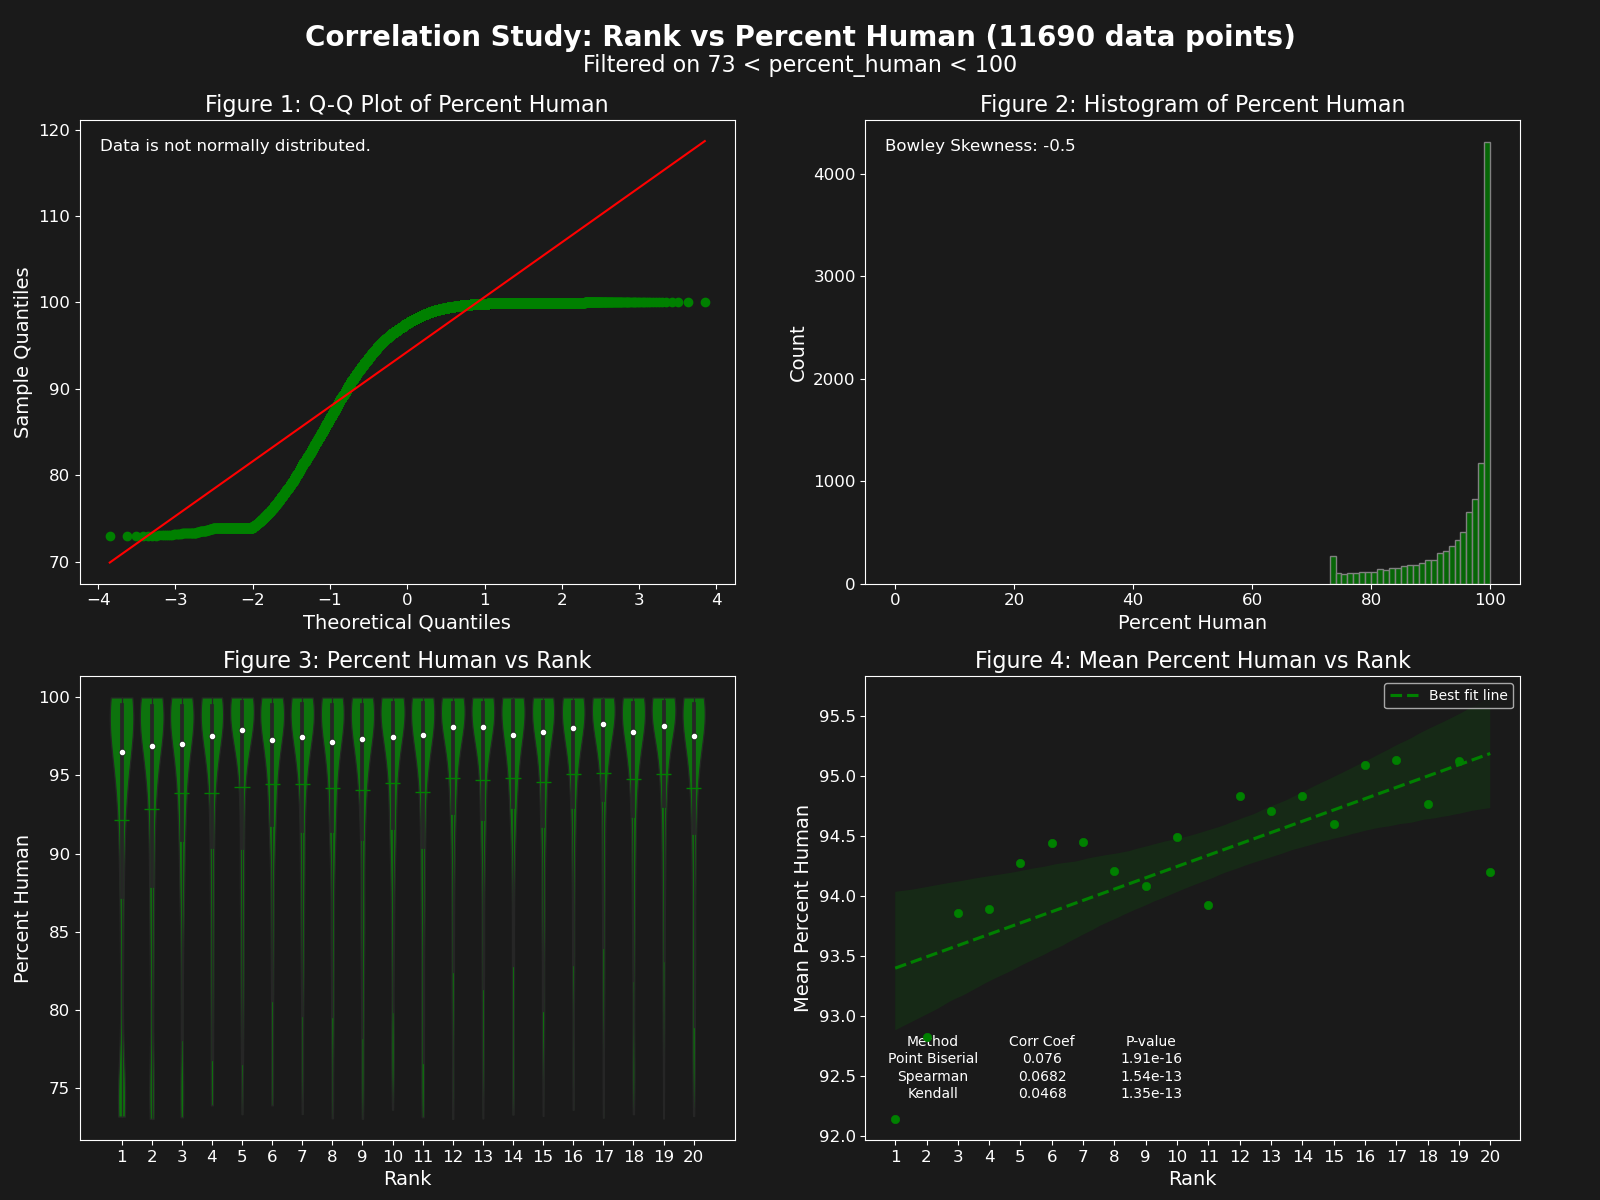 Correlation Study: Rank vs Percent Human (11690 data points)
Filtered on 73 < percent_human < 100
Figure 1: Q-Q Plot of Percent Human
Data is not normally distributed.
Sample Quantiles
120
110
100
90
80
70
−4 −3 −2 −1 0 1 2 3 4
Theoretical Quantiles
Figure 2: Histogram of Percent Human
Bowley Skewness: -0.5
Count
4000
3000
2000
1000
0
0 20 40 60 80 100
Percent Human
Figure 3: Percent Human vs Rank
Percent Human
100
95
90
85
80
75
1 2 3 4 5 6 7 8 9 10 11 12 13 14 15 16 17 18 19 20
Rank
Figure 4: Mean Percent Human vs Rank
Best fit line
Mean Percent Human
95.5
95.0
94.5
94.0
93.5
93.0
92.5
92.0
Method Corr Coef P-value
Point Biserial 0.076 1.91e-16
Spearman 0.0682 1.54e-13
Kendall 0.0468 1.35e-13
1 2 3 4 5 6 7 8 9 10 11 12 13 14 15 16 17 18 19 20
Rank